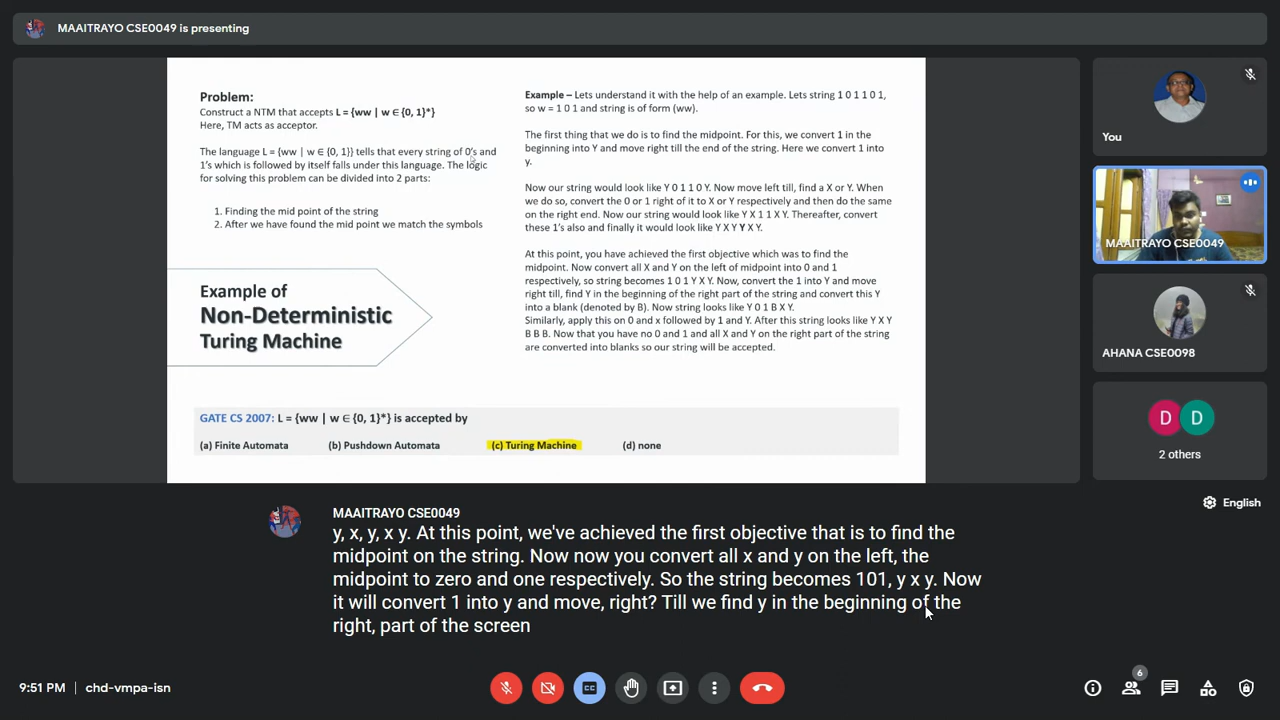 MAAITRAYO CSE0049 is presenting
Problem:
Construct a NTM that accepts L = {ww | w ∈ {0, 1}*}
Here, TM acts as acceptor.
The language L = {ww | w ∈ {0, 1}} tells that every string of 0's and
1's which is followed by itself falls under this language. The logic
for solving this problem can be divided into 2 parts:
1. Finding the mid point of the string
2. After we have found the mid point we match the symbols
Example of
Non-Deterministic
Turing Machine
Example – Lets understand it with the help of an example. Lets string 1 0 1 1 0 1,
so w = 1 0 1 and string is of form (ww).
The first thing that we do is to find the midpoint. For this, we convert 1 in the
beginning into Y and move right till the end of the string. Here we convert 1 into
y.
Now our string would look like Y 0 1 1 0 Y. Now move left till, find a X or Y. When
we do so, convert the 0 or 1 right of it to X or Y respectively and then do the same
on the right end. Now our string would look like Y X 1 1 X Y. Thereafter, convert
these 1's also and finally it would look like Y X Y Y X Y.
At this point, you have achieved the first objective which was to find the
midpoint. Now convert all X and Y on the left of midpoint into 0 and 1
respectively, so string becomes 1 0 1 Y X Y. Now, convert the 1 into Y and move
right till, find Y in the beginning of the right part of the string and convert this Y
into a blank (denoted by B). Now string looks like Y 0 1 B X Y.
Similarly, apply this on 0 and x followed by 1 and Y. After this string looks like Y X Y
B B B. Now that you have no 0 and 1 and all X and Y on the right part of the string
are converted into blanks so our string will be accepted.
GATE CS 2007: L = {ww | w ∈ {0, 1}*} is accepted by
(a) Finite Automata (b) Pushdown Automata (c) Turing Machine (d) none
You
MAAITRAYO CSE0049
AHANA CSE0098
D D
2 others
English
MAAITRAYO CSE0049
y, x, y, x y. At this point, we've achieved the first objective that is to find the
midpoint on the string. Now now you convert all x and y on the left, the
midpoint to zero and one respectively. So the string becomes 101, y x y. Now
it will convert 1 into y and move, right? Till we find y in the beginning of the
right, part of the screen
9:51 PM chd-vmpa-isn
CC
6